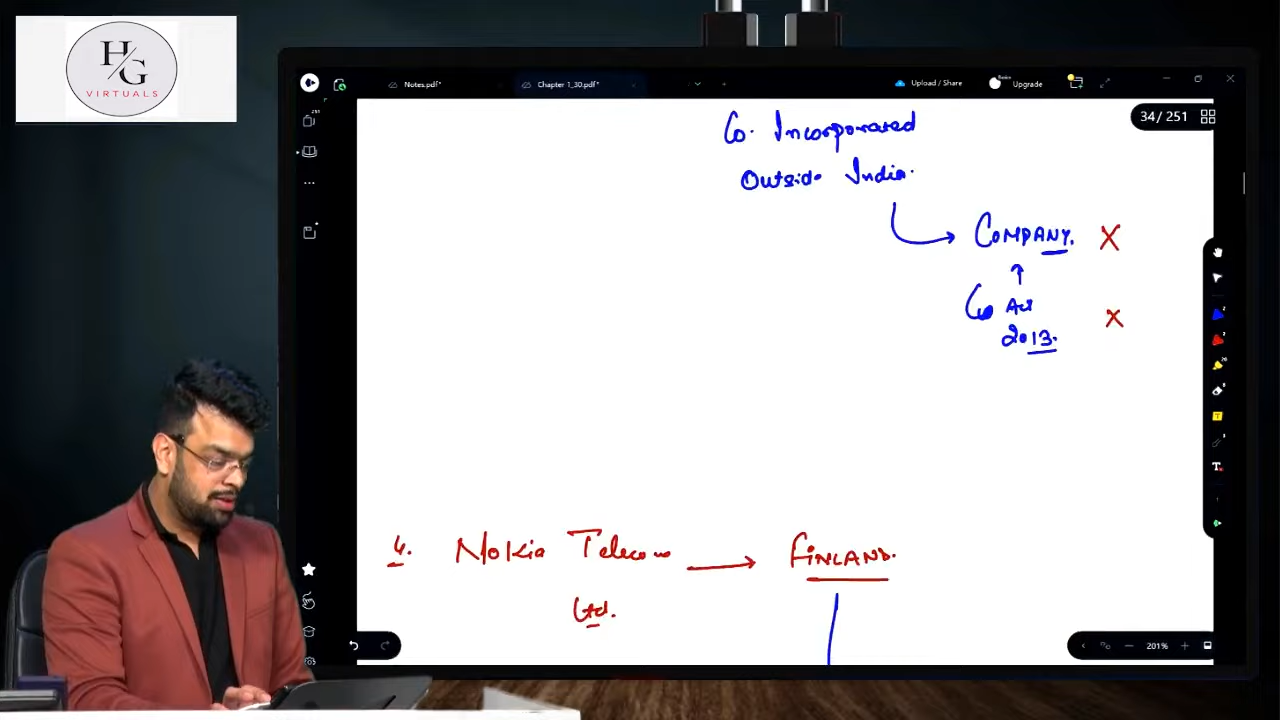 H/G
VIRTUALS
Notes.pdf*
Chapter 1_30.pdf*
Upload / Share
Basics
Upgrade
34 / 251
Co. Incorporated
Outside India.
COMPANY. X
Co Act X
2013.
4. Nokia Telecom → FINLAND.
Ltd.
201%